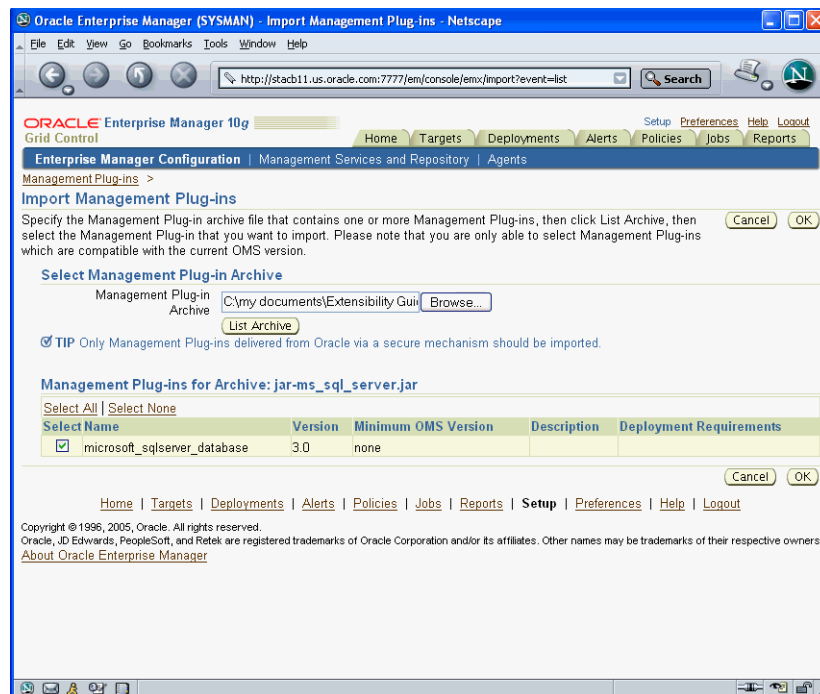 Oracle Enterprise Manager (SYSMAN) - Import Management Plug-ins - Netscape
File Edit View Go Bookmarks Tools Window Help
http://stacb11.us.oracle.com:7777/em/console/emx/import?event=list Search
ORACLE Enterprise Manager 10g
Grid Control
Setup Preferences Help Logout
Home Targets Deployments Alerts Policies Jobs Reports
Enterprise Manager Configuration | Management Services and Repository | Agents
Management Plug-ins >
Import Management Plug-ins
Specify the Management Plug-in archive file that contains one or more Management Plug-ins, then click List Archive, then
select the Management Plug-in that you want to import. Please note that you are only able to select Management Plug-ins
which are compatible with the current OMS version.
Cancel OK
Select Management Plug-in Archive
Management Plug-in
Archive
C:\my documents\Extensibility Gui Browse...
List Archive
TIP Only Management Plug-ins delivered from Oracle via a secure mechanism should be imported.
Management Plug-ins for Archive: jar-ms_sql_server.jar
Select All | Select None
Select Name Version Minimum OMS Version Description Deployment Requirements
microsoft_sqlserver_database 3.0 none
Cancel OK
Home | Targets | Deployments | Alerts | Policies | Jobs | Reports | Setup | Preferences | Help | Logout
Copyright © 1996, 2005, Oracle. All rights reserved.
Oracle, JD Edwards, PeopleSoft, and Retek are registered trademarks of Oracle Corporation and/or its affiliates. Other names may be trademarks of their respective owners
About Oracle Enterprise Manager